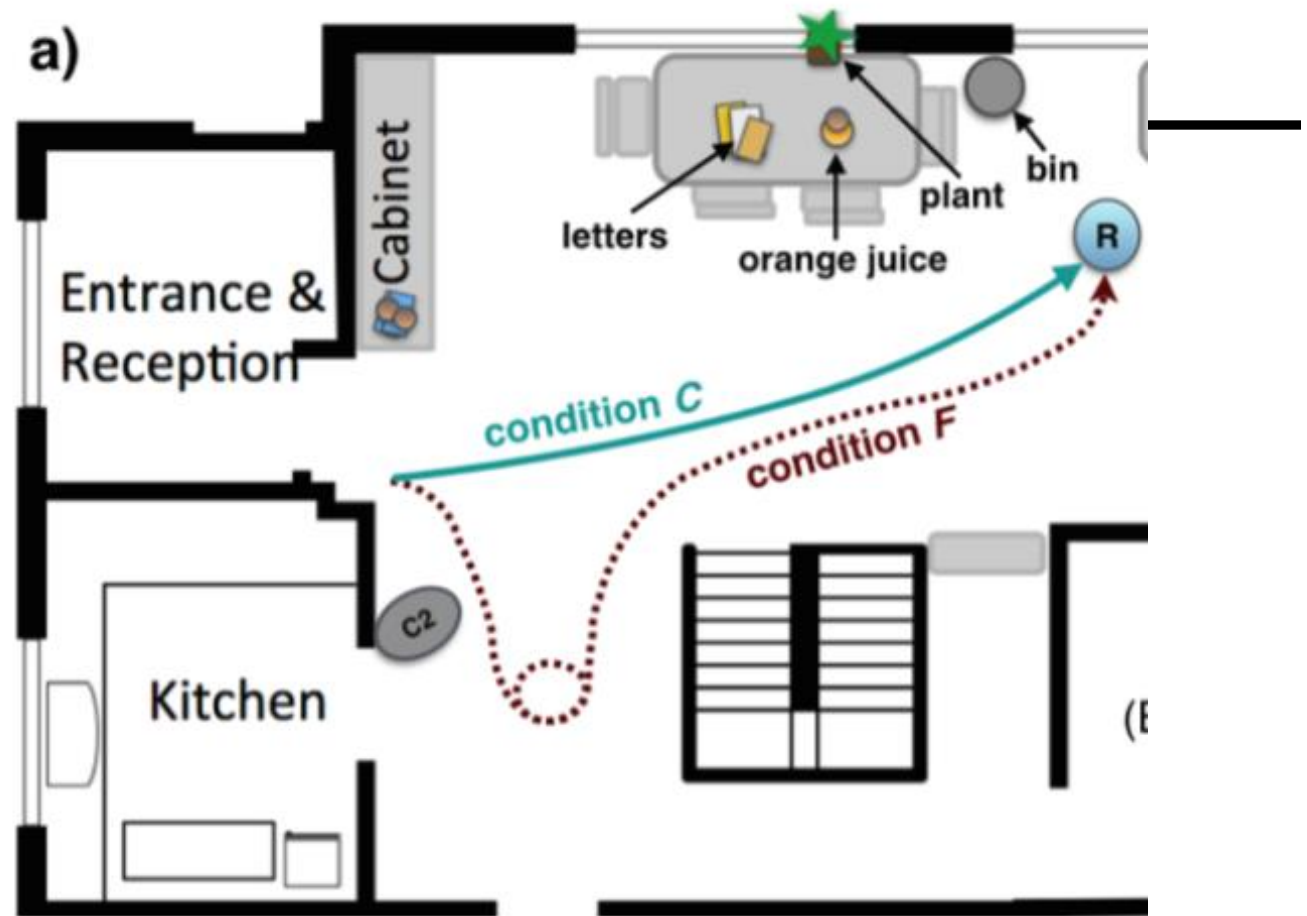 a)
Cabinet
letters
orange juice
plant
bin
R
Entrance &
Reception
condition C
condition F
C2
Kitchen
(E